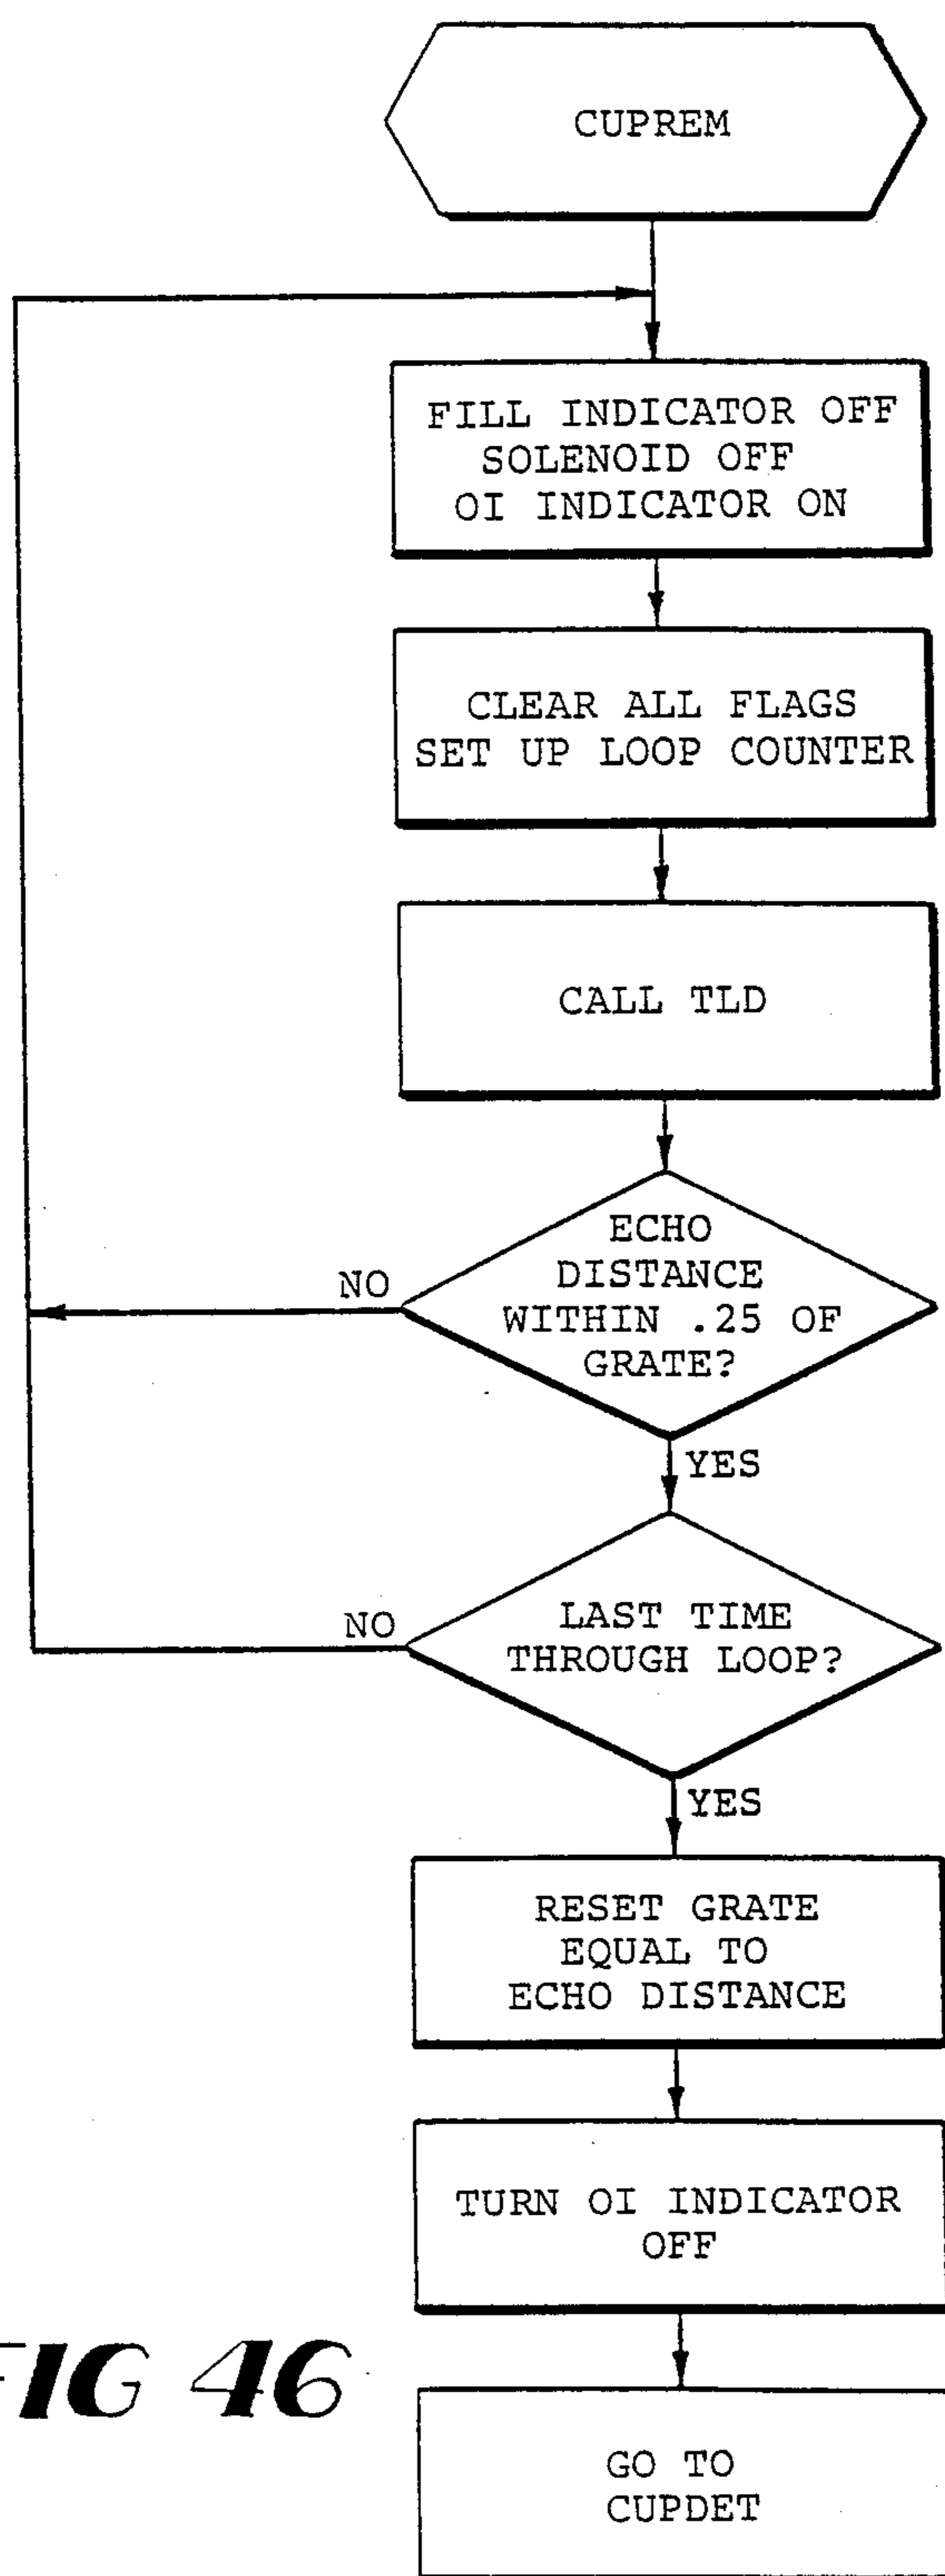 CUPREM
FILL INDICATOR OFF
SOLENOID OFF
OI INDICATOR ON
CLEAR ALL FLAGS
SET UP LOOP COUNTER
CALL TLD
ECHO
DISTANCE
WITHIN .25 OF
GRATE?
NO
YES
LAST TIME
THROUGH LOOP?
NO
YES
RESET GRATE
EQUAL TO
ECHO DISTANCE
TURN OI INDICATOR
OFF
FIG 46
GO TO
CUPDET